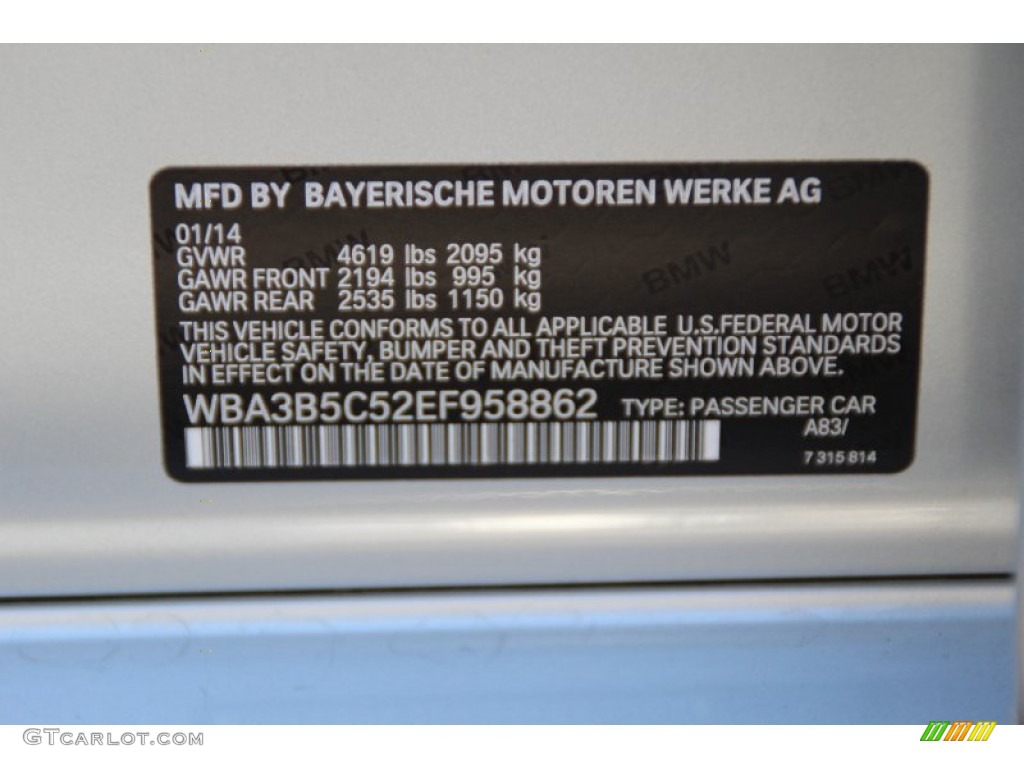 MFD BY BAYERISCHE MOTOREN WERKE AG
01/14
GVWR 4619 lbs 2095 kg
GAWR FRONT 2194 lbs 995 kg
GAWR REAR 2535 lbs 1150 kg
THIS VEHICLE CONFORMS TO ALL APPLICABLE U.S.FEDERAL MOTOR
VEHICLE SAFETY, BUMPER AND THEFT PREVENTION STANDARDS
IN EFFECT ON THE DATE OF MANUFACTURE SHOWN ABOVE.
WBA3B5C52EF958862 TYPE: PASSENGER CAR
A83/
7 315 814
GTCARLOT.COM